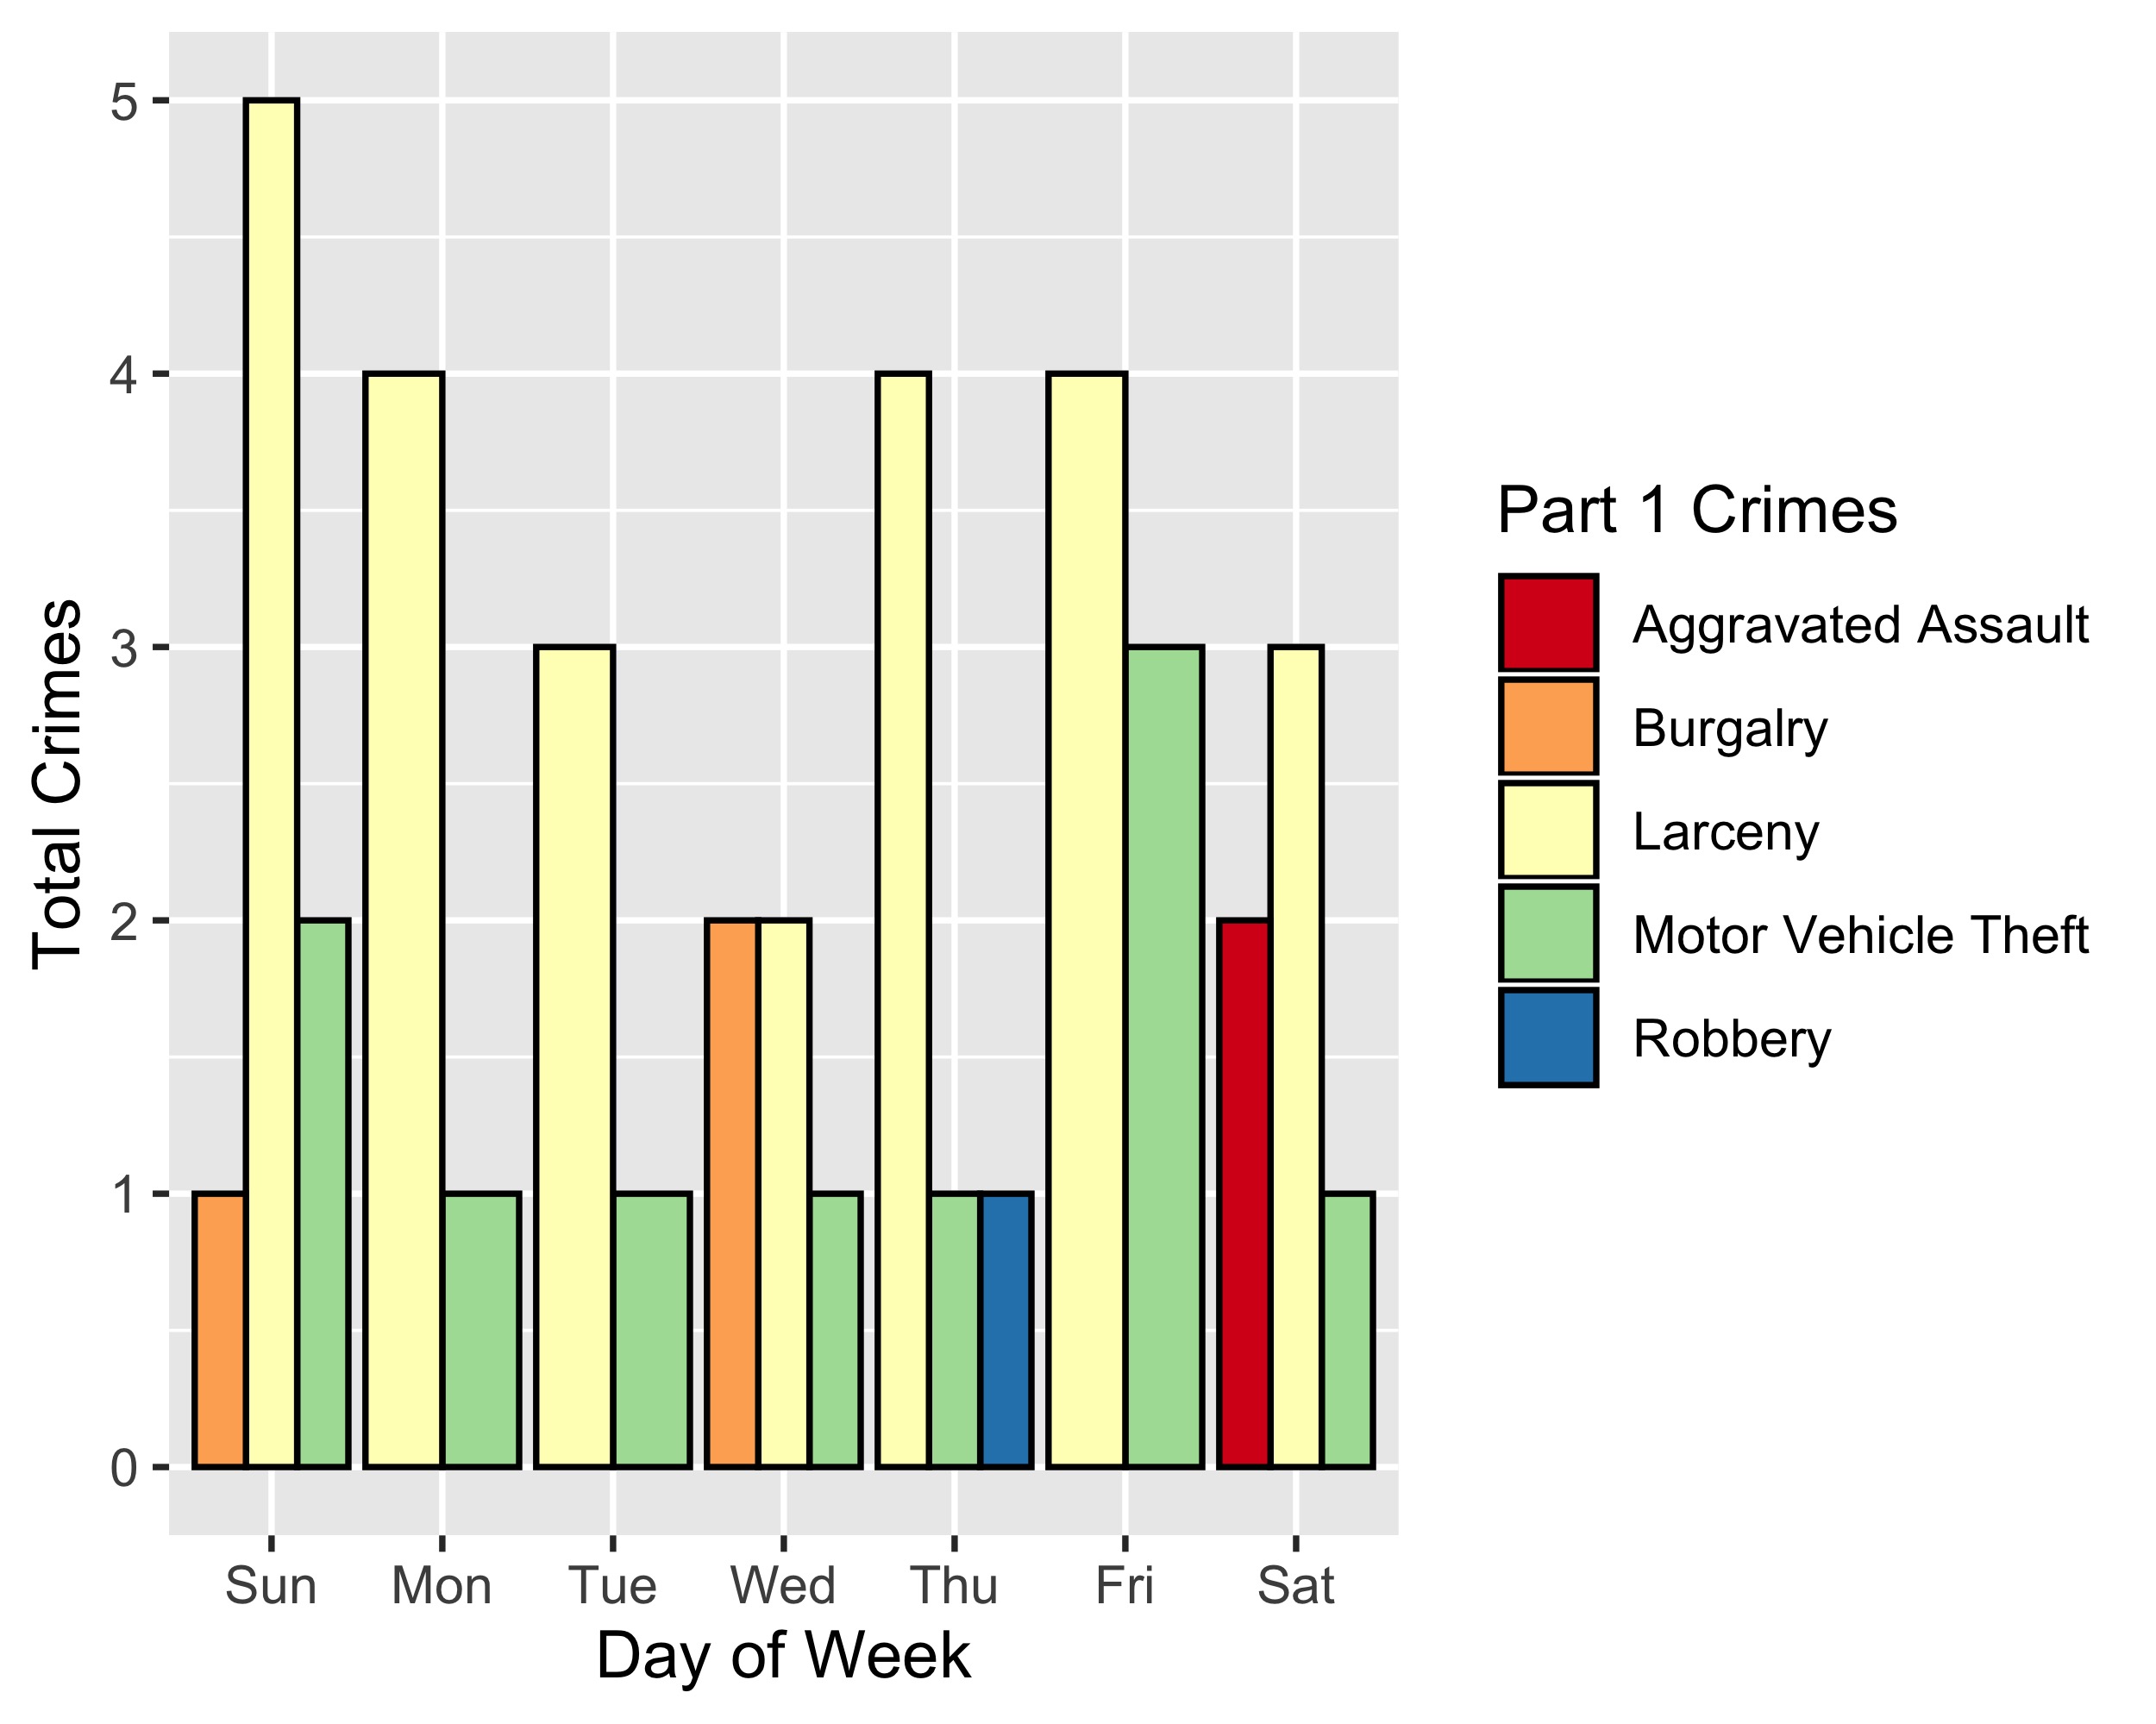 Total Crimes
5
4
3
2
1
0
Sun Mon Tue Wed Thu Fri Sat
Day of Week
Part 1 Crimes
Aggravated Assault
Burgalry
Larceny
Motor Vehicle Theft
Robbery